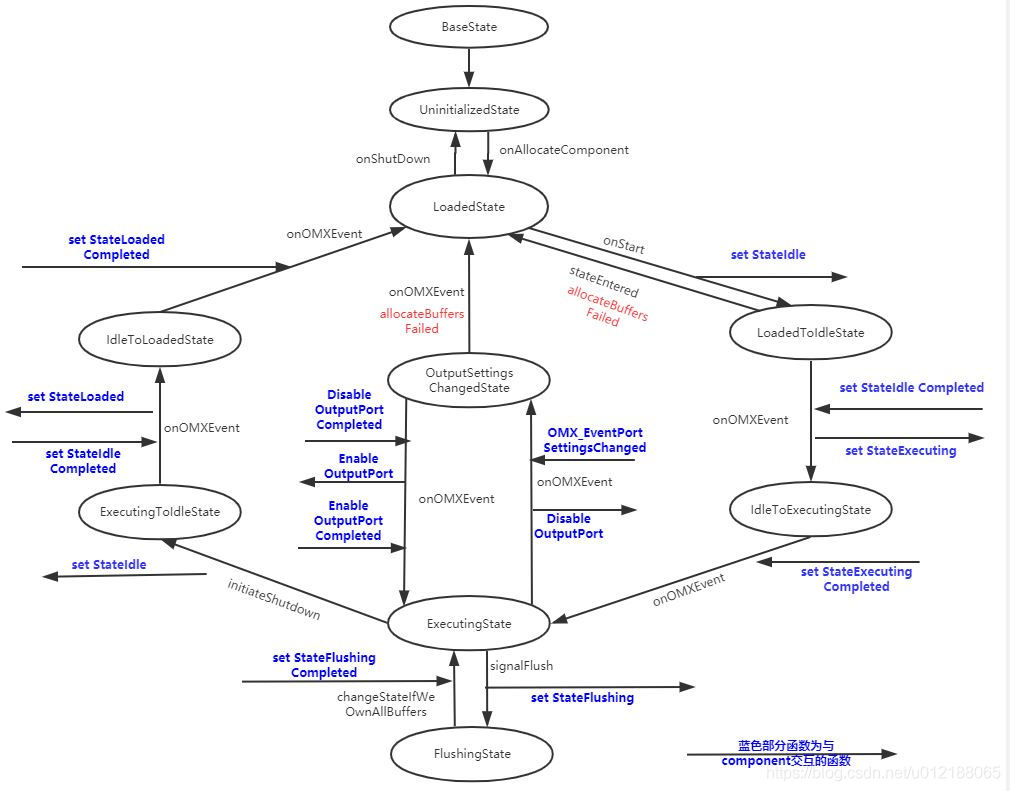 BaseState
UninitializedState
onShutDown
onAllocateComponent
LoadedState
onOMXEvent
set StateLoaded
Completed
onStart
set StateIdle
stateEntered
allocateBuffers
Failed
onOMXEvent
allocateBuffers
Failed
IdleToLoadedState
LoadedToIdleState
OutputSettings
ChangedState
set StateLoaded
onOMXEvent
set StateIdle
Completed
Disable
OutputPort
Completed
Enable
OutputPort
onOMXEvent
Enable
OutputPort
Completed
OMX_EventPort
SettingsChanged
onOMXEvent
Disable
OutputPort
set StateIdle Completed
onOMXEvent
set StateExecuting
ExecutingToIdleState
IdleToExecutingState
set StateIdle
initiateShutdown
onOMXEvent
set StateExecuting
Completed
ExecutingState
set StateFlushing
Completed
signalFlush
changeStateIfWe
OwnAllBuffers
set StateFlushing
FlushingState
蓝色部分函数为与
component交互的函数
https://blog.csdn.net/u012188065